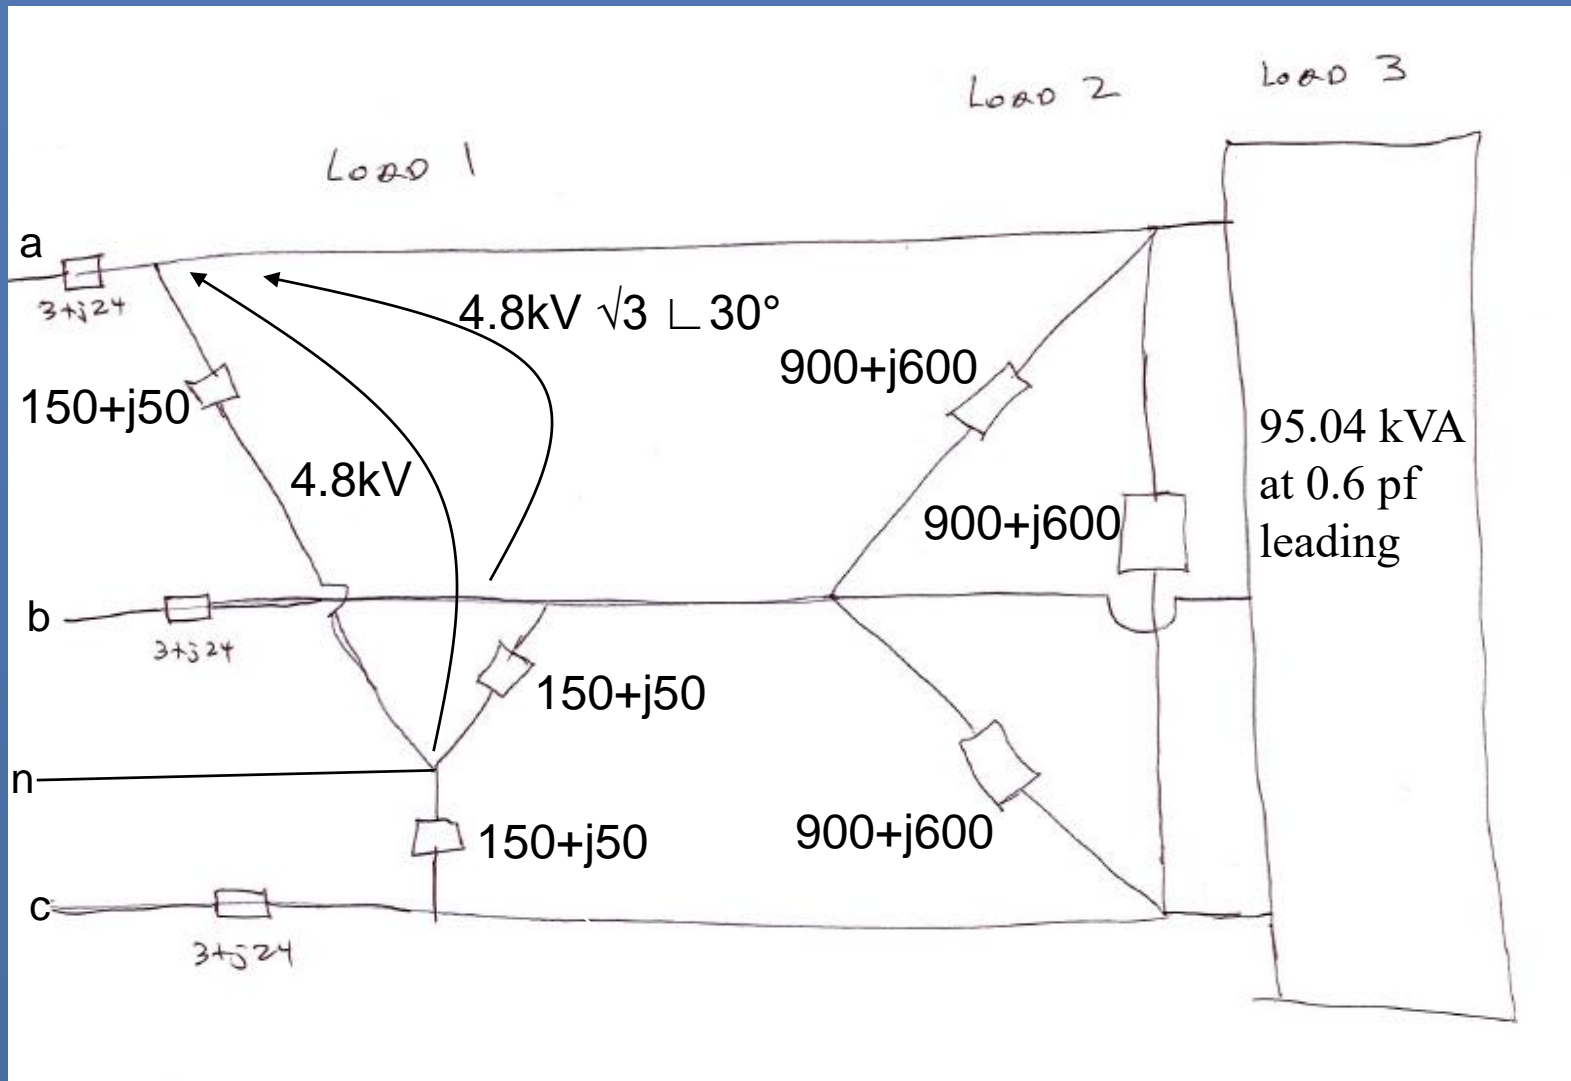 LOAD 1
LOAD 2
LOAD 3
a
3+j24
150+j50
4.8kV
4.8kV √3 ∟30°
900+j600
900+j600
95.04 kVA
at 0.6 pf
leading
b
3+j24
150+j50
n
150+j50
900+j600
c
3+j24